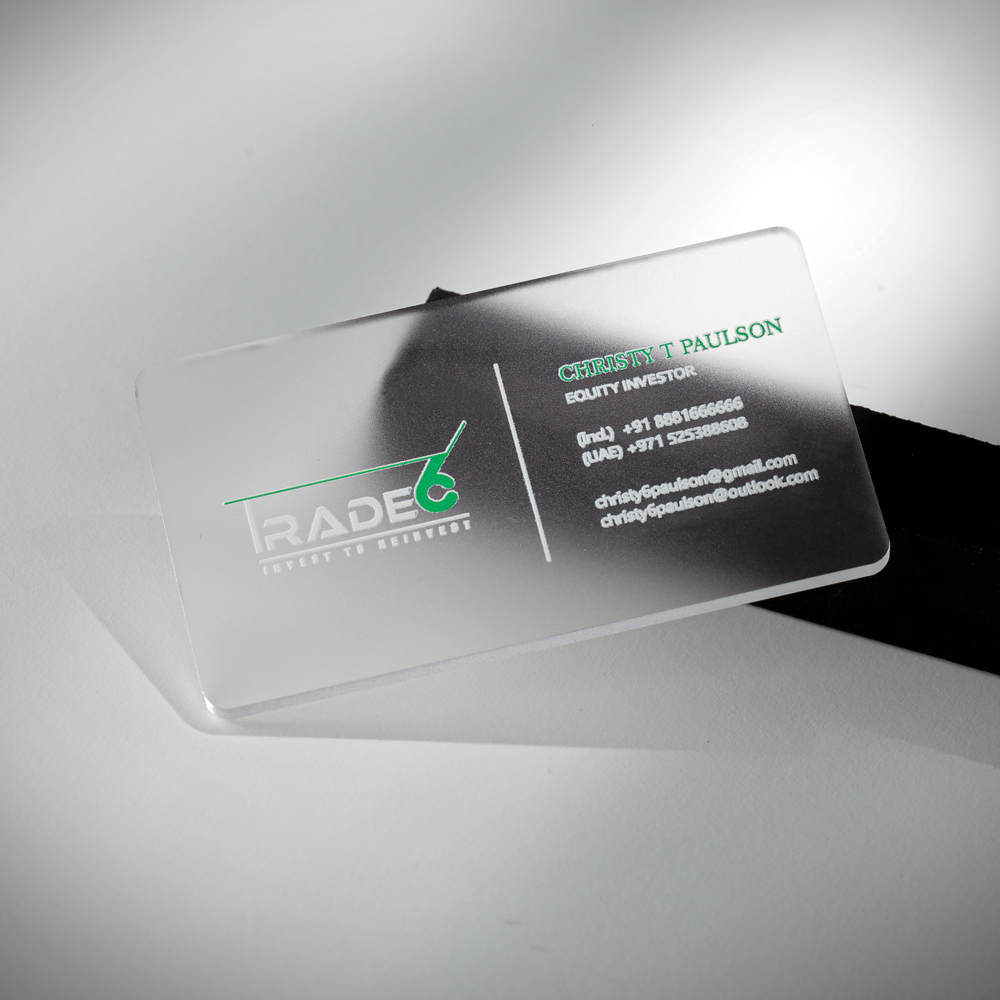 TRADE6
INVEST TO REINVEST
CHRISTY T PAULSON
EQUITY INVESTOR
(Ind.) +91 8881666666
(UAE) +971 525388608
christy6paulson@gmail.com
christy6paulson@outlook.com